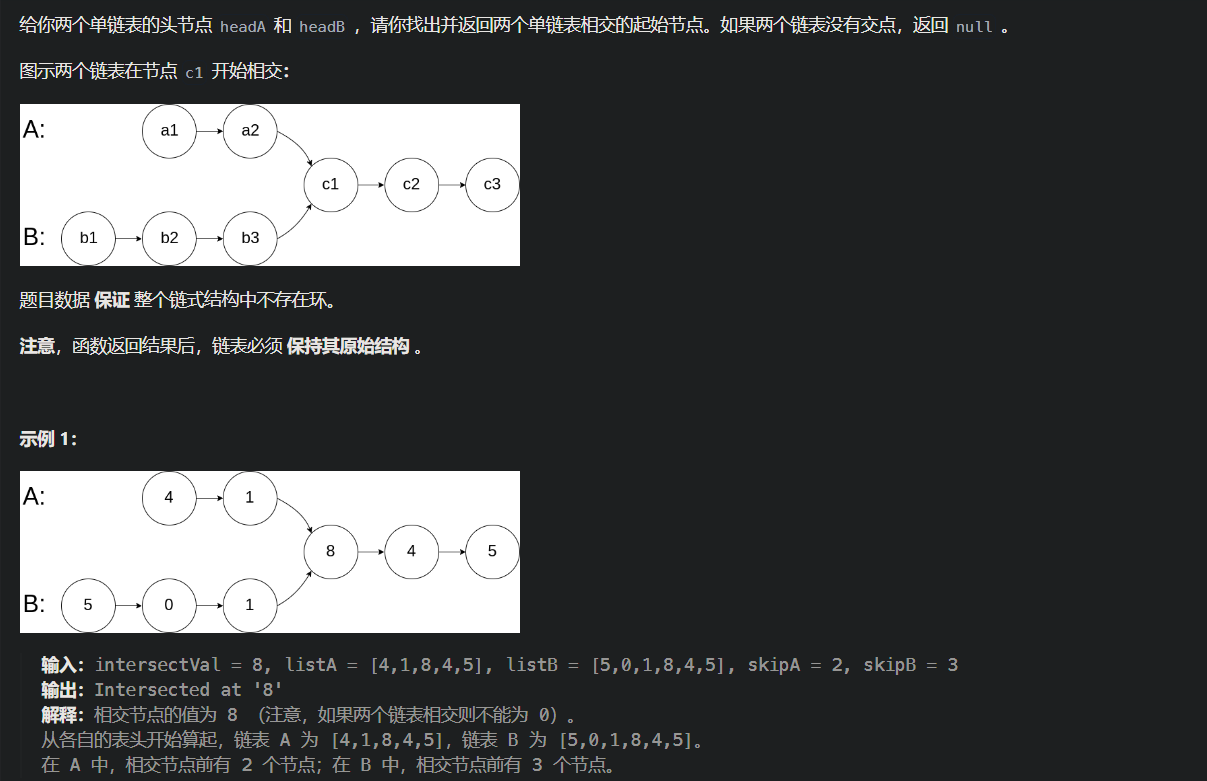 给你两个单链表的头节点 headA 和 headB ，请你找出并返回两个单链表相交的起始节点。如果两个链表没有交点，返回 null 。
图示两个链表在节点 c1 开始相交：
A:
a1
a2
c1
c2
c3
B:
b1
b2
b3
题目数据 保证 整个链式结构中不存在环。
注意，函数返回结果后，链表必须 保持其原始结构 。
示例 1：
A:
4
1
8
4
5
B:
5
0
1
输入：intersectVal = 8, listA = [4,1,8,4,5], listB = [5,0,1,8,4,5], skipA = 2, skipB = 3
输出：Intersected at '8'
解释：相交节点的值为 8 （注意，如果两个链表相交则不能为 0）。
从各自的表头开始算起，链表 A 为 [4,1,8,4,5]，链表 B 为 [5,0,1,8,4,5]。
在 A 中，相交节点前有 2 个节点；在 B 中，相交节点前有 3 个节点。